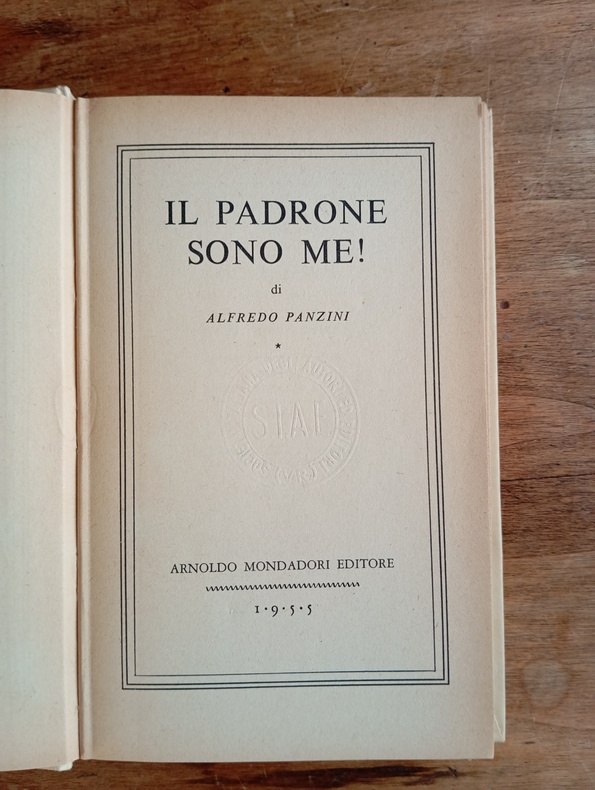 IL PADRONE
SONO ME!
di
ALFREDO PANZINI
*
SIAE
ARNOLDO MONDADORI EDITORE
1·9·5·5